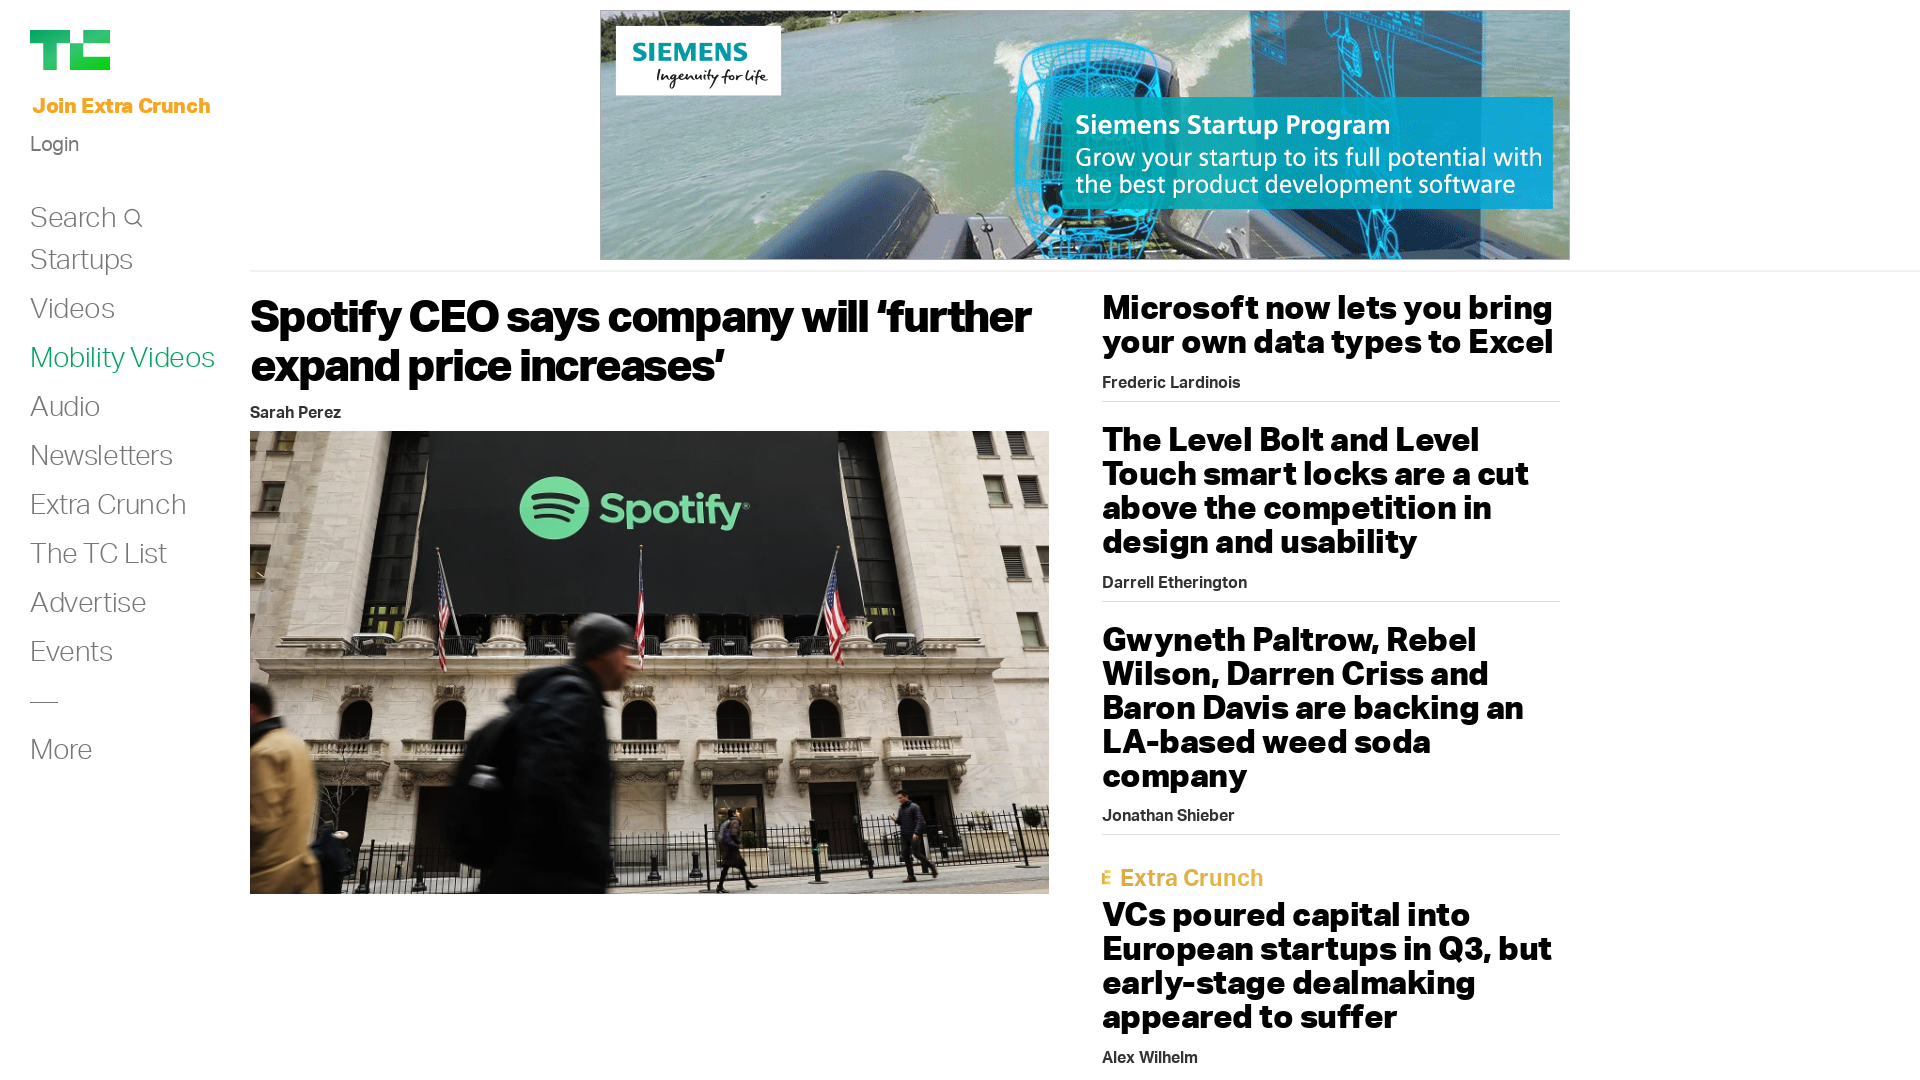 TC
Join Extra Crunch
Login
Search
Startups
Videos
Mobility Videos
Audio
Newsletters
Extra Crunch
The TC List
Advertise
Events
More
SIEMENS
Ingenuity for life
Siemens Startup Program
Grow your startup to its full potential with
the best product development software
Spotify CEO says company will ‘further
expand price increases’
Sarah Perez
Spotify®
Microsoft now lets you bring
your own data types to Excel
Frederic Lardinois
The Level Bolt and Level
Touch smart locks are a cut
above the competition in
design and usability
Darrell Etherington
Gwyneth Paltrow, Rebel
Wilson, Darren Criss and
Baron Davis are backing an
LA-based weed soda
company
Jonathan Shieber
Extra Crunch
VCs poured capital into
European startups in Q3, but
early-stage dealmaking
appeared to suffer
Alex Wilhelm